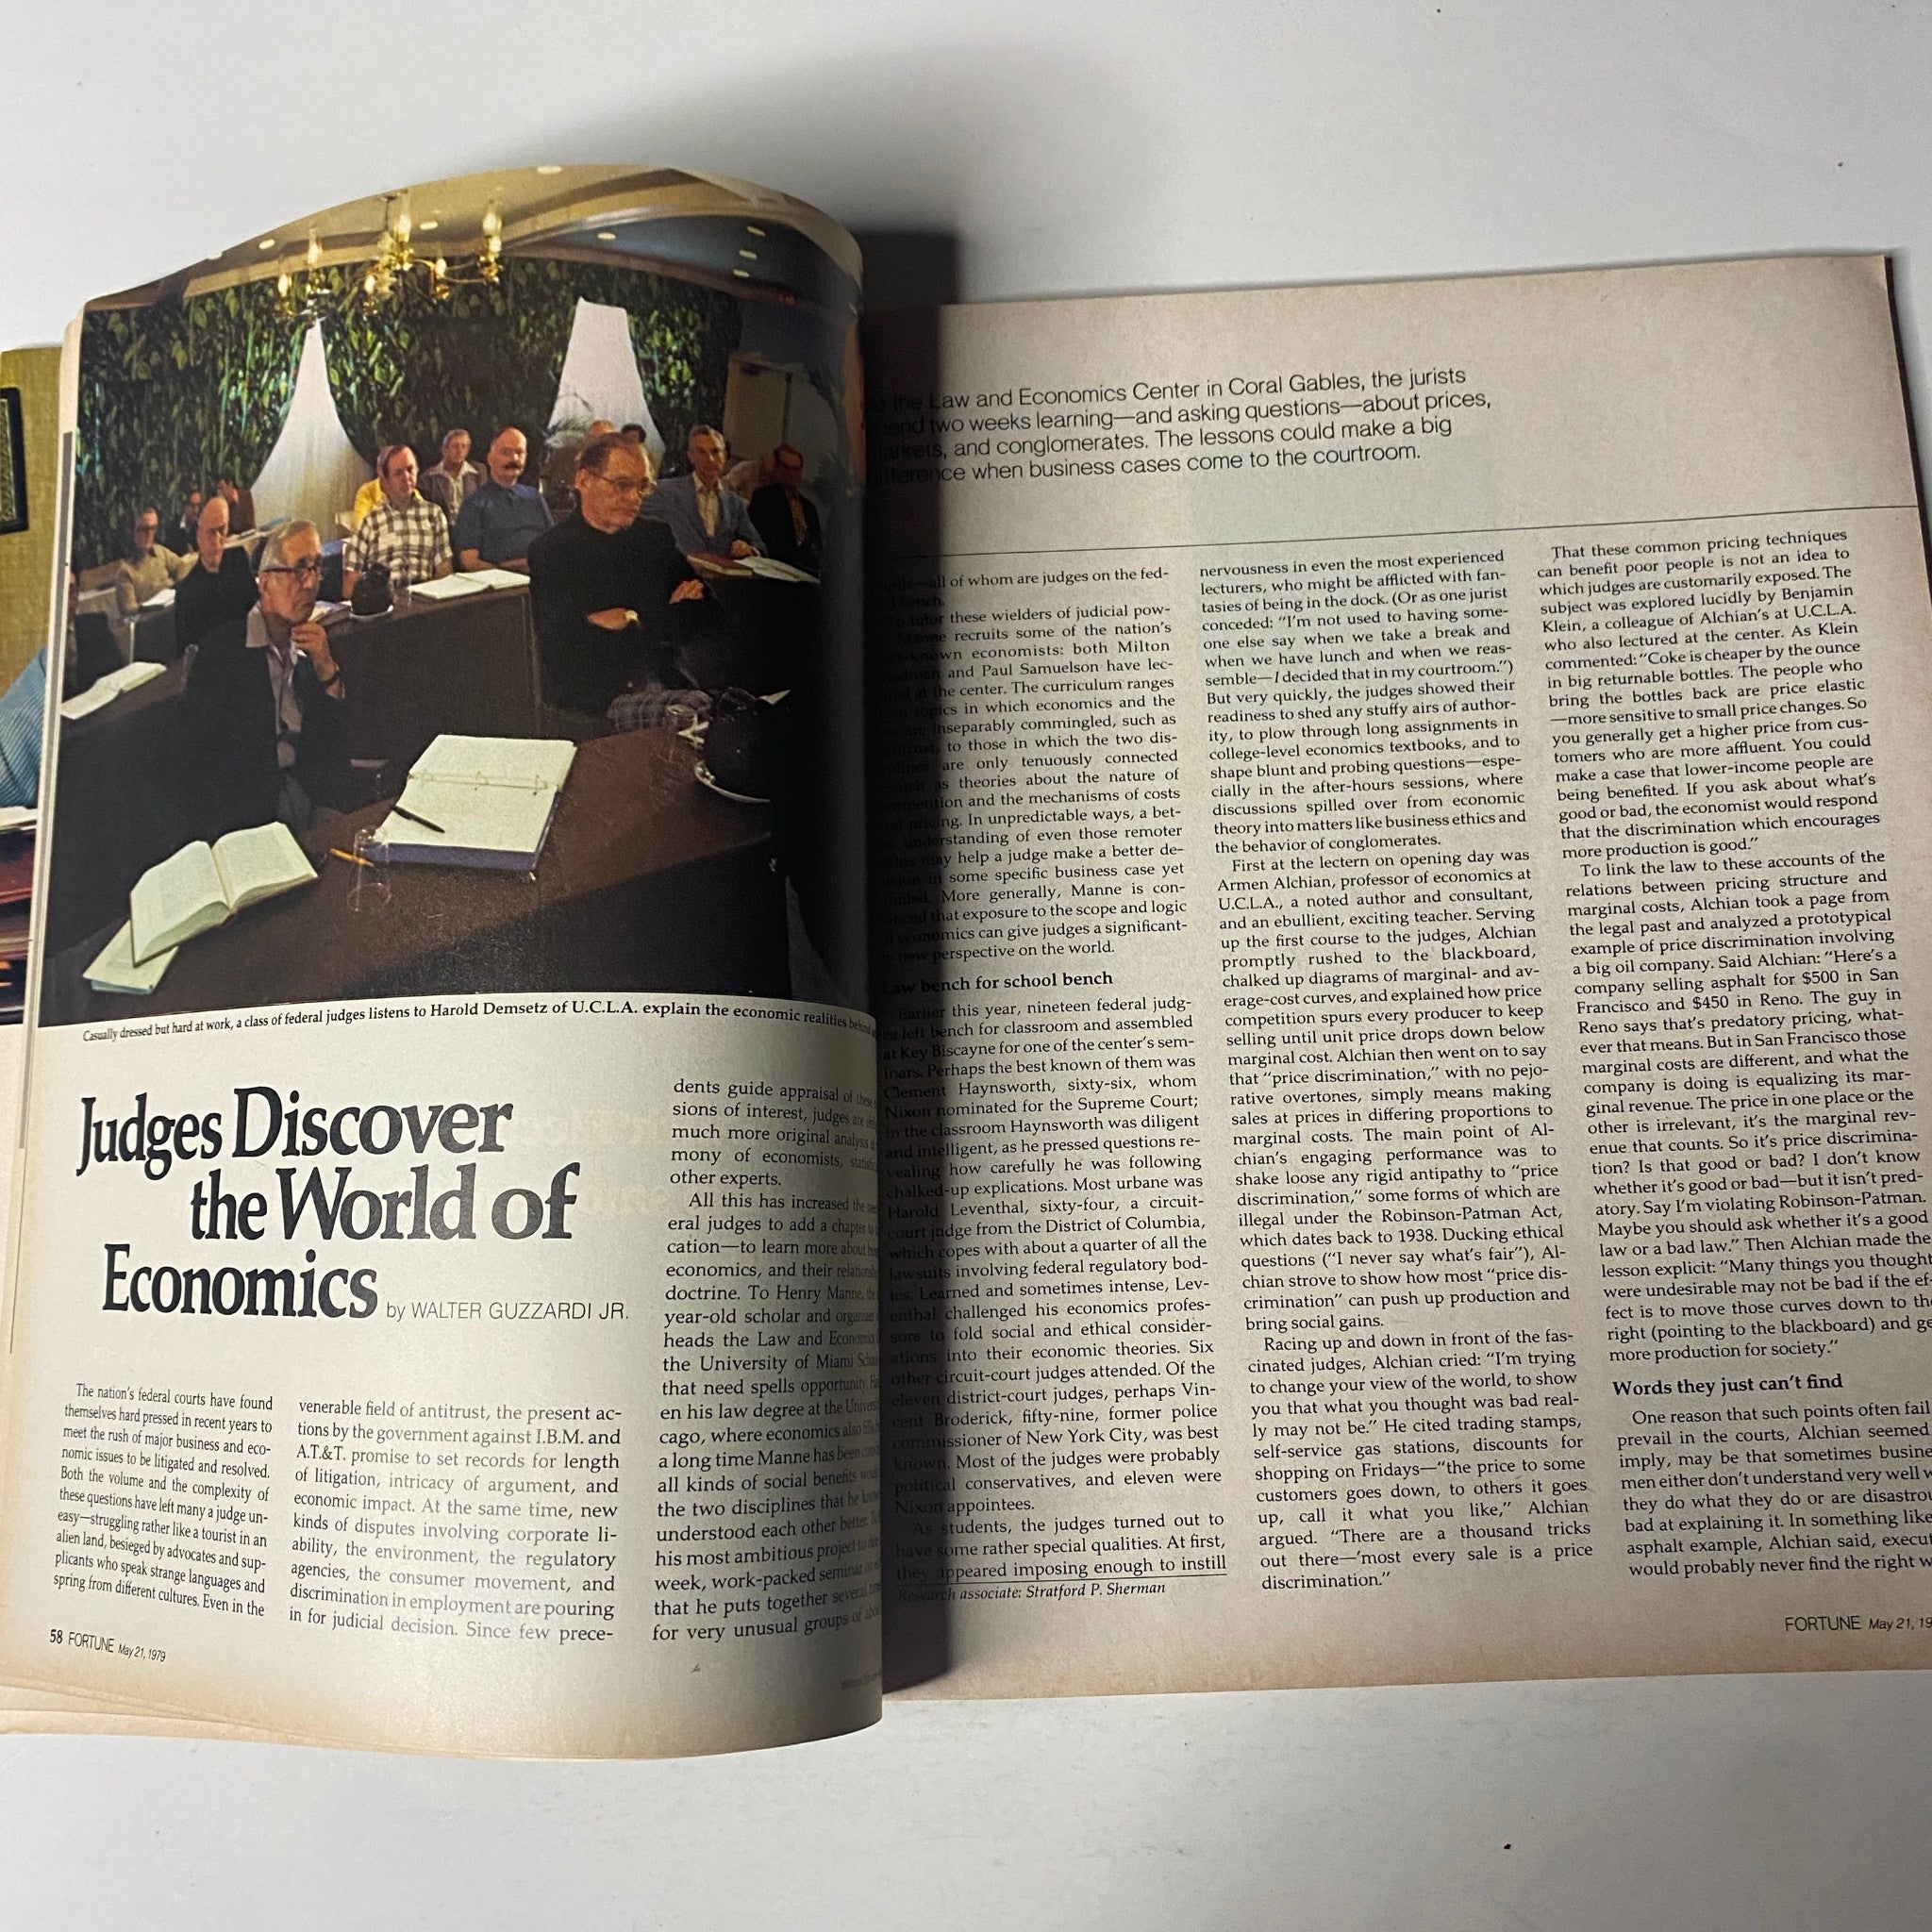 Casually dressed but hard at work, a class of federal judges listens to Harold Demsetz of U.C.L.A. explain the economic realities behind
Judges Discover
the World of
Economics by WALTER GUZZARDI JR.
The nation's federal courts have found
themselves hard pressed in recent years to
meet the rush of major business and eco-
nomic issues to be litigated and resolved.
Both the volume and the complexity of
these questions have left many a judge un-
easy—struggling rather like a tourist in an
alien land, besieged by advocates and sup-
plicants who speak strange languages and
spring from different cultures. Even in the
venerable field of antitrust, the present ac-
tions by the government against I.B.M. and
A.T.&T. promise to set records for length
of litigation, intricacy of argument, and
economic impact. At the same time, new
kinds of disputes involving corporate li-
ability, the environment, the regulatory
agencies, the consumer movement, and
discrimination in employment are pouring
in for judicial decision. Since few prece-
dents guide appraisal of these
sions of interest, judges are
much more original analysis
mony of economists,
other experts.
All this has increased the
eral judges to add a chapter to
cation—to learn more about
economics, and their
doctrine. To Henry Manne, the
year-old scholar and organizer
heads the Law and Economics
the University of Miami School
that need spells opportunity.
en his law degree at the
cago, where economics also
a long time Manne has been
all kinds of social benefits
the two disciplines that he
understood each other better.
his most ambitious project
week, work-packed seminar
that he puts together several
for very unusual groups of
58 FORTUNE May 21, 1979
the Law and Economics Center in Coral Gables, the jurists
two weeks learning—and asking questions—about prices,
and conglomerates. The lessons could make a big
when business cases come to the courtroom.
all of whom are judges on the fed-
bench.
these wielders of judicial pow-
Manne recruits some of the nation's
economists: both Milton
and Paul Samuelson have lec-
at the center. The curriculum ranges
in which economics and the
inseparably commingled, such as
to those in which the two dis-
are only tenuously connected
as theories about the nature of
and the mechanisms of costs
pricing. In unpredictable ways, a bet-
understanding of even those remoter
may help a judge make a better de-
in some specific business case yet
More generally, Manne is con-
that exposure to the scope and logic
economics can give judges a significant-
new perspective on the world.
Law bench for school bench
Earlier this year, nineteen federal judg-
es left bench for classroom and assembled
at Key Biscayne for one of the center's sem-
inars. Perhaps the best known of them was
Clement Haynsworth, sixty-six, whom
Nixon nominated for the Supreme Court;
in the classroom Haynsworth was diligent
and intelligent, as he pressed questions re-
vealing how carefully he was following
chalked-up explications. Most urbane was
Harold Leventhal, sixty-four, a circuit-
court judge from the District of Columbia,
which copes with about a quarter of all the
lawsuits involving federal regulatory bod-
ies. Learned and sometimes intense, Lev-
enthal challenged his economics profes-
sors to fold social and ethical consider-
ations into their economic theories. Six
other circuit-court judges attended. Of the
eleven district-court judges, perhaps Vin-
cent Broderick, fifty-nine, former police
commissioner of New York City, was best
known. Most of the judges were probably
political conservatives, and eleven were
Nixon appointees.
As students, the judges turned out to
have some rather special qualities. At first,
they appeared imposing enough to instill
Research associate: Stratford P. Sherman
nervousness in even the most experienced
lecturers, who might be afflicted with fan-
tasies of being in the dock. (Or as one jurist
conceded: "I'm not used to having some-
one else say when we take a break and
when we have lunch and when we reas-
semble—I decided that in my courtroom.")
But very quickly, the judges showed their
readiness to shed any stuffy airs of author-
ity, to plow through long assignments in
college-level economics textbooks, and to
shape blunt and probing questions—espe-
cially in the after-hours sessions, where
discussions spilled over from economic
theory into matters like business ethics and
the behavior of conglomerates.
First at the lectern on opening day was
Armen Alchian, professor of economics at
U.C.L.A., a noted author and consultant,
and an ebullient, exciting teacher. Serving
up the first course to the judges, Alchian
promptly rushed to the blackboard,
chalked up diagrams of marginal- and av-
erage-cost curves, and explained how price
competition spurs every producer to keep
selling until unit price drops down below
marginal cost. Alchian then went on to say
that "price discrimination," with no pejo-
rative overtones, simply means making
sales at prices in differing proportions to
marginal costs. The main point of Al-
chian's engaging performance was to
shake loose any rigid antipathy to "price
discrimination," some forms of which are
illegal under the Robinson-Patman Act,
which dates back to 1938. Ducking ethical
questions ("I never say what's fair"), Al-
chian strove to show how most "price dis-
crimination" can push up production and
bring social gains.
Racing up and down in front of the fas-
cinated judges, Alchian cried: "I'm trying
to change your view of the world, to show
you that what you thought was bad real-
ly may not be." He cited trading stamps,
self-service gas stations, discounts for
shopping on Fridays—"the price to some
customers goes down, to others it goes
up, call it what you like," Alchian
argued. "There are a thousand tricks
out there—'most every sale is a price
discrimination."
That these common pricing techniques
can benefit poor people is not an idea to
which judges are customarily exposed. The
subject was explored lucidly by Benjamin
Klein, a colleague of Alchian's at U.C.L.A.
who also lectured at the center. As Klein
commented: "Coke is cheaper by the ounce
in big returnable bottles. The people who
bring the bottles back are price elastic
—more sensitive to small price changes. So
you generally get a higher price from cus-
tomers who are more affluent. You could
make a case that lower-income people are
being benefited. If you ask about what's
good or bad, the economist would respond
that the discrimination which encourages
more production is good."
To link the law to these accounts of the
relations between pricing structure and
marginal costs, Alchian took a page from
the legal past and analyzed a prototypical
example of price discrimination involving
a big oil company. Said Alchian: "Here's a
company selling asphalt for $500 in San
Francisco and $450 in Reno. The guy in
Reno says that's predatory pricing, what-
ever that means. But in San Francisco those
marginal costs are different, and what the
company is doing is equalizing its mar-
ginal revenue. The price in one place or the
other is irrelevant, it's the marginal rev-
enue that counts. So it's price discrimina-
tion? Is that good or bad? I don't know
whether it's good or bad—but it isn't pred-
atory. Say I'm violating Robinson-Patman.
Maybe you should ask whether it's a good
law or a bad law." Then Alchian made the
lesson explicit: "Many things you thought
were undesirable may not be bad if the ef-
fect is to move those curves down to the
right (pointing to the blackboard) and ge
more production for society."
Words they just can't find
One reason that such points often fail
prevail in the courts, Alchian seemed
imply, may be that sometimes busine
men either don't understand very well w
they do what they do or are disastrou
bad at explaining it. In something like
asphalt example, Alchian said, execut
would probably never find the right w
FORTUNE May 21, 19